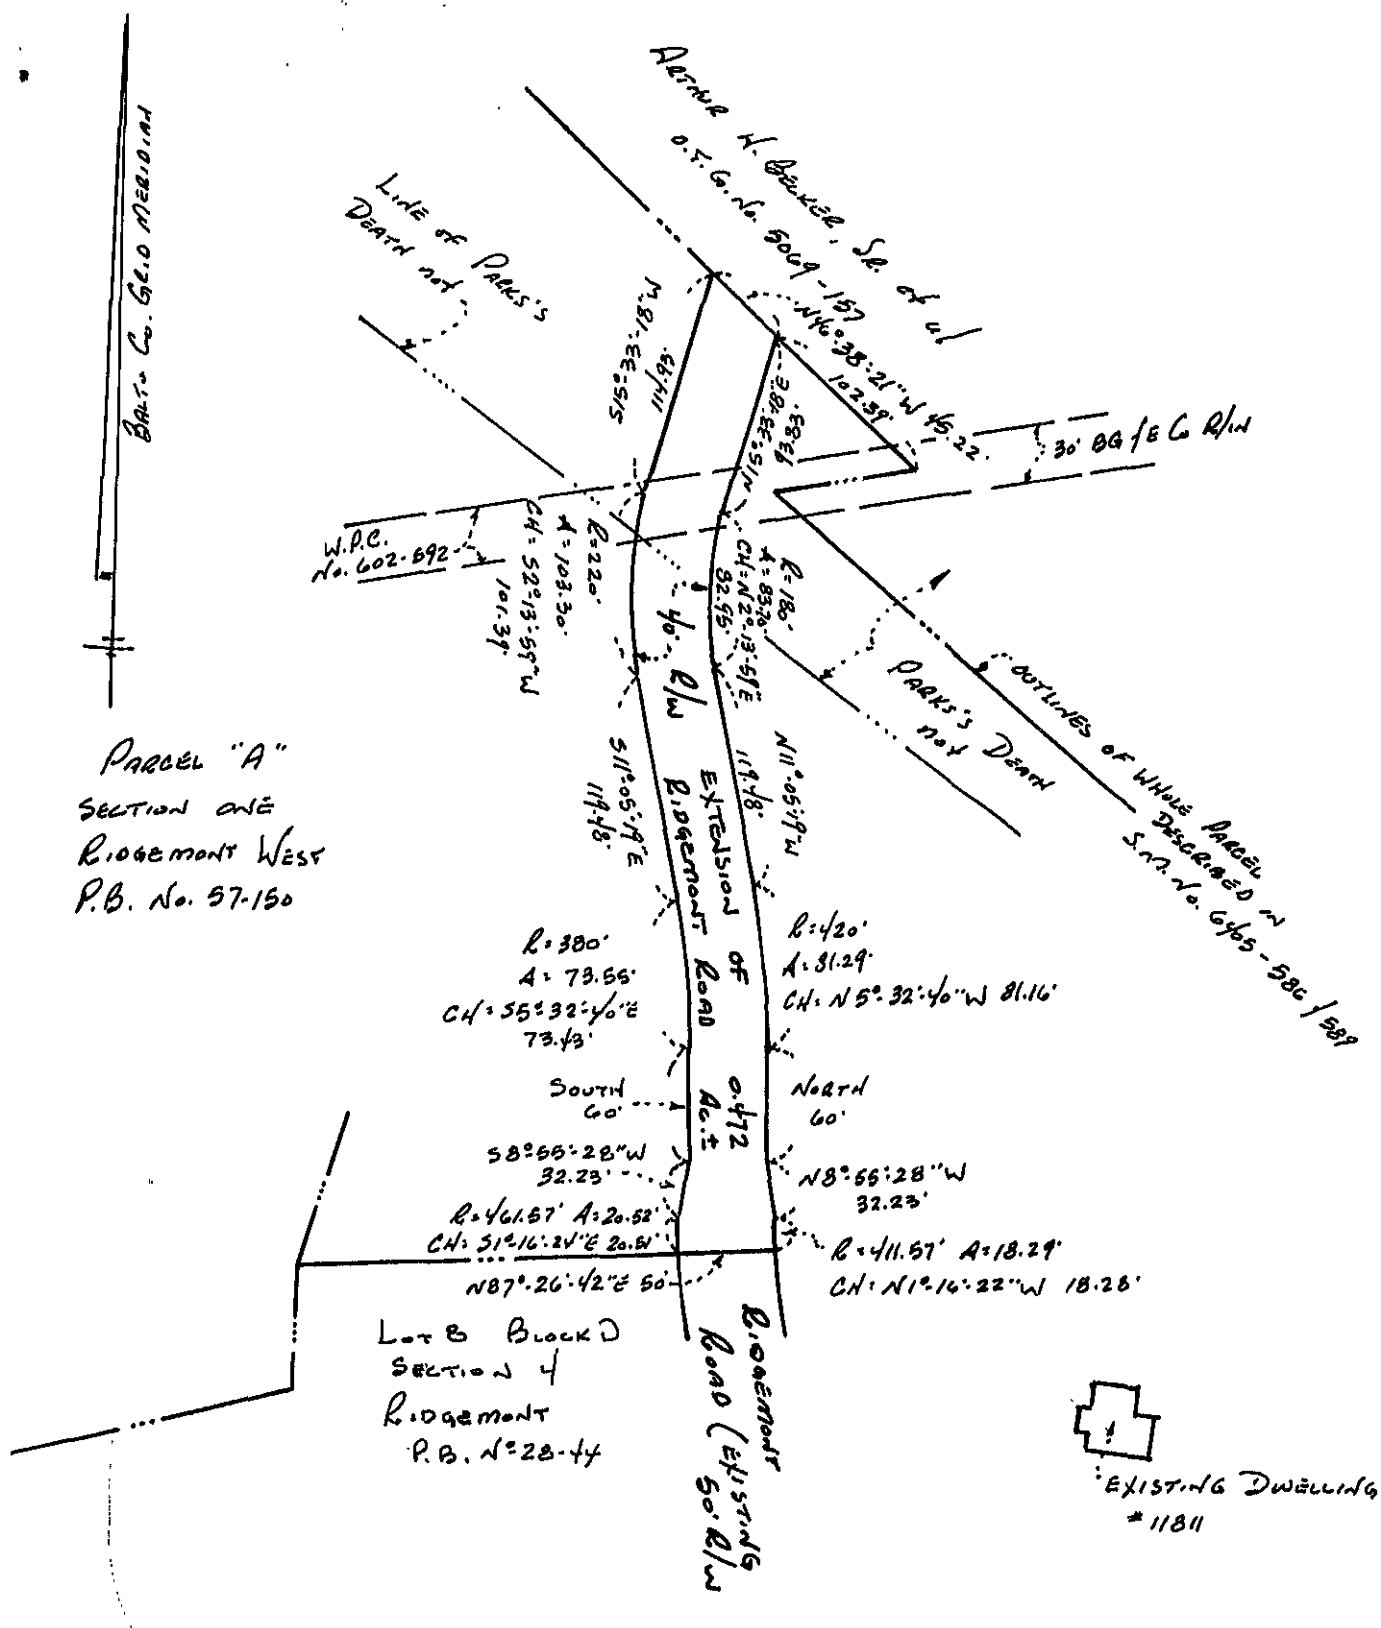 BALTO CO. GRID MERIDIAN
ARTHUR W. BECKER, SR. et ul
O.T.G. No. 5069-157
LINE OF PARKS'S
DEATH not
S15°-33'-18"W
114.93'
N46°-38'-21"W 45.22'
102.39'
N15°-33'-18"E
93.83'
30' BG/E Co R/W
W.P.C.
No. 602-592
R=220'
A=103.30'
CH=S2°-13'-59"W
101.39'
R=180'
A=83.70'
CH=N2°-13'-59"E
82.95'
40' R/W
PARKS'S DEATH
not
OUTLINES OF WHOLE PARCEL
DESCRIBED IN
S.M. No. 6465-586/589
PARCEL "A"
SECTION ONE
RIDGEMONT WEST
P.B. No. 57-150
S11°-05'-19"E
119.48'
N11°-05'-19"W
119.48'
EXTENSION OF
RIDGEMONT ROAD
0.472
Ac.±
R=380'
A=73.55'
CH=S5°-32'-40"E
73.43'
R=420'
A=81.29'
CH=N5°-32'-40"W 81.16'
SOUTH
60'
NORTH
60'
S8°55'-28"W
32.23'
N8°-55'-28"W
32.23'
R=461.57' A=20.52'
CH=S1°-16'-24"E 20.51'
R=411.57' A=18.29'
CH=N1°-16'-22"W 18.28'
N87°-26'-42"E 50'
LOT 8 BLOCK D
SECTION 4
RIDGEMONT
P.B. No 28-44
RIDGEMONT
ROAD (EXISTING
50' R/W
EXISTING DWELLING
#11811